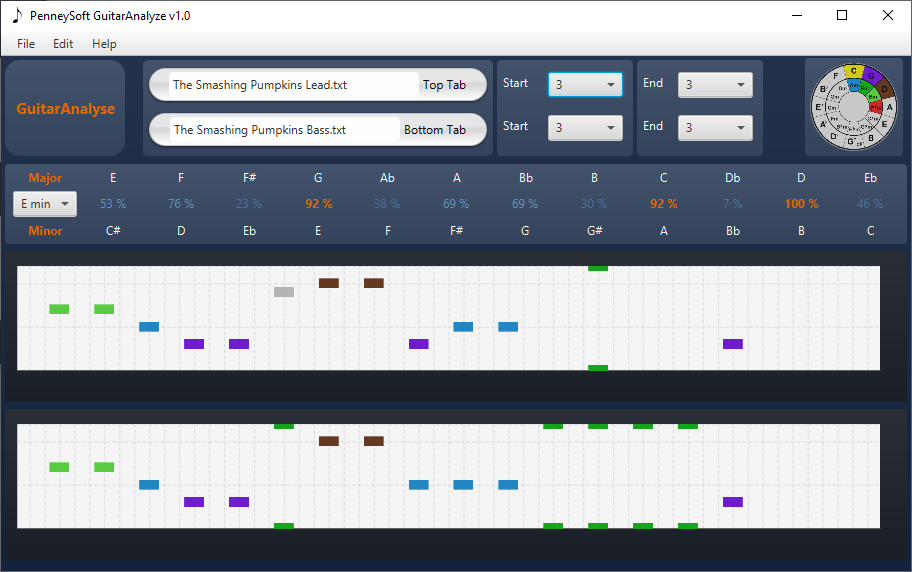 PenneySoft GuitarAnalyze v1.0
File Edit Help
GuitarAnalyse
The Smashing Pumpkins Lead.txt Top Tab
Start 3 End 3
The Smashing Pumpkins Bass.txt Bottom Tab
Start 3 End 3
C G D A E B F
Major E F F# G Ab A Bb B C Db D Eb
E min 53 % 76 % 23 % 92 % 38 % 69 % 69 % 30 % 92 % 7 % 100 % 46 %
Minor C# D Eb E F F# G G# A Bb B C